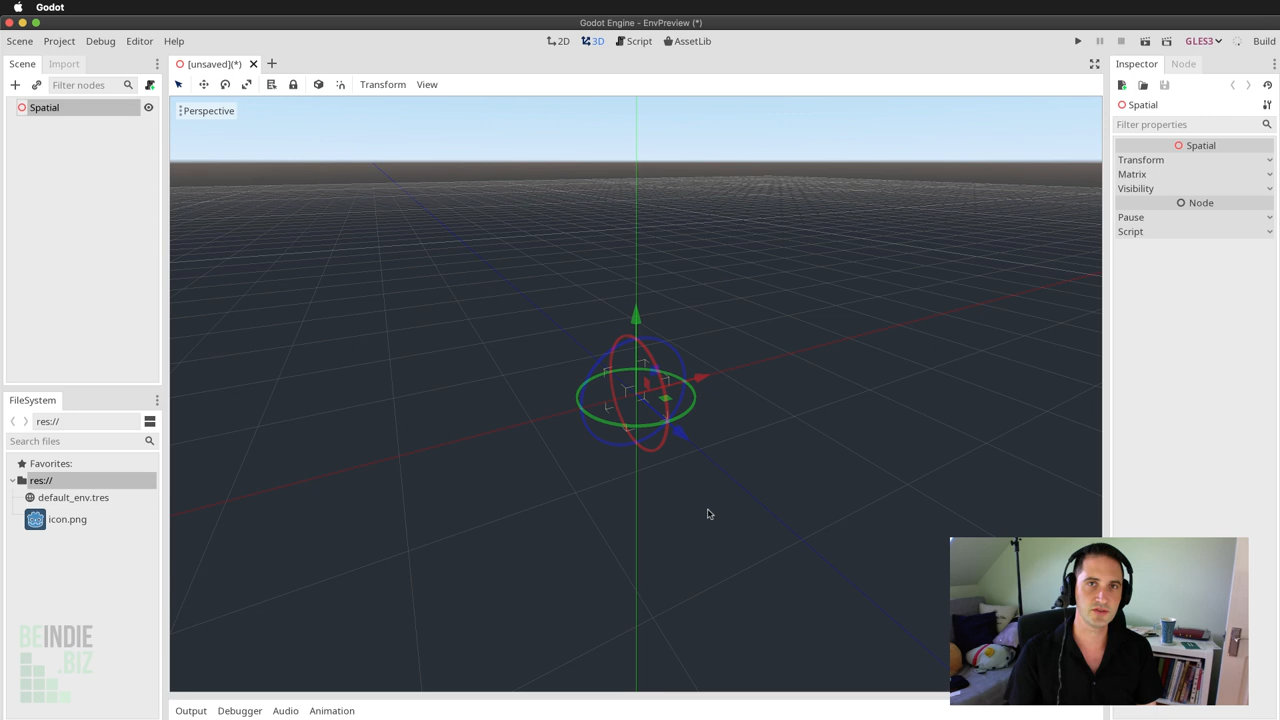 Godot
Godot Engine - EnvPreview (*)
Scene Project Debug Editor Help
2D 3D Script AssetLib
GLES3 Build
Scene Import
[unsaved](*)
Inspector Node
Filter nodes
Transform View
Spatial
Perspective
Spatial
Filter properties
Spatial
Transform
Matrix
Visibility
Node
Pause
Script
FileSystem
res://
Search files
Favorites:
res://
default_env.tres
icon.png
BEINDIE
.BIZ
Output Debugger Audio Animation